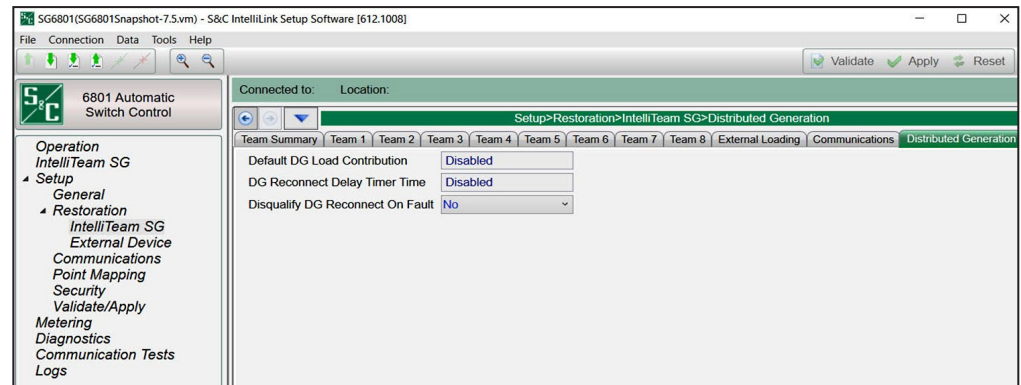 SG6801(SG6801Snapshot-7.5.vm) - S&C IntelliLink Setup Software [612.1008]
File Connection Data Tools Help
Validate Apply Reset
S&C
6801 Automatic
Switch Control
Connected to: Location:
Setup>Restoration>IntelliTeam SG>Distributed Generation
Team Summary Team 1 Team 2 Team 3 Team 4 Team 5 Team 6 Team 7 Team 8 External Loading Communications Distributed Generation
Operation
IntelliTeam SG
Setup
General
Restoration
IntelliTeam SG
External Device
Communications
Point Mapping
Security
Validate/Apply
Metering
Diagnostics
Communication Tests
Logs
Default DG Load Contribution Disabled
DG Reconnect Delay Timer Time Disabled
Disqualify DG Reconnect On Fault No